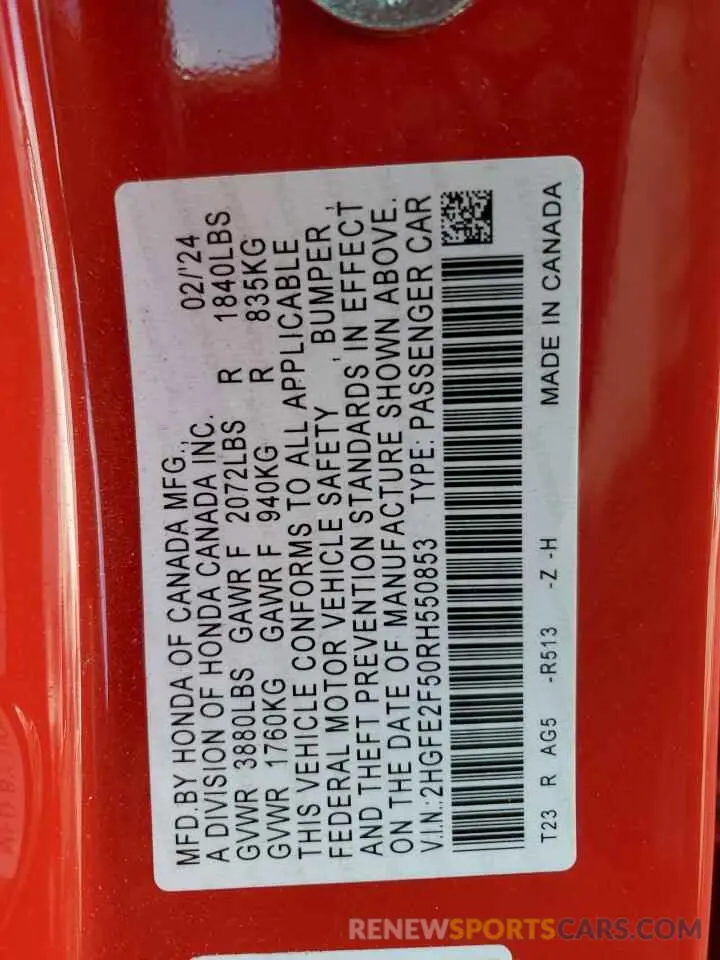 MFD.BY HONDA OF CANADA MFG., 02/'24
A DIVISION OF HONDA CANADA INC.
GVWR 3880LBS GAWR F 2072LBS R 1840LBS
GVWR 1760KG GAWR F 940KG R 835KG
THIS VEHICLE CONFORMS TO ALL APPLICABLE
FEDERAL MOTOR VEHICLE SAFETY , BUMPER ,
AND THEFT PREVENTION STANDARDS IN EFFECT
ON THE DATE OF MANUFACTURE SHOWN ABOVE.
V.I.N.:2HGFE2F50RH550853 TYPE: PASSENGER CAR
T23 R AG5 -R513 -Z -H MADE IN CANADA
RENEWSPORTSCARS.COM